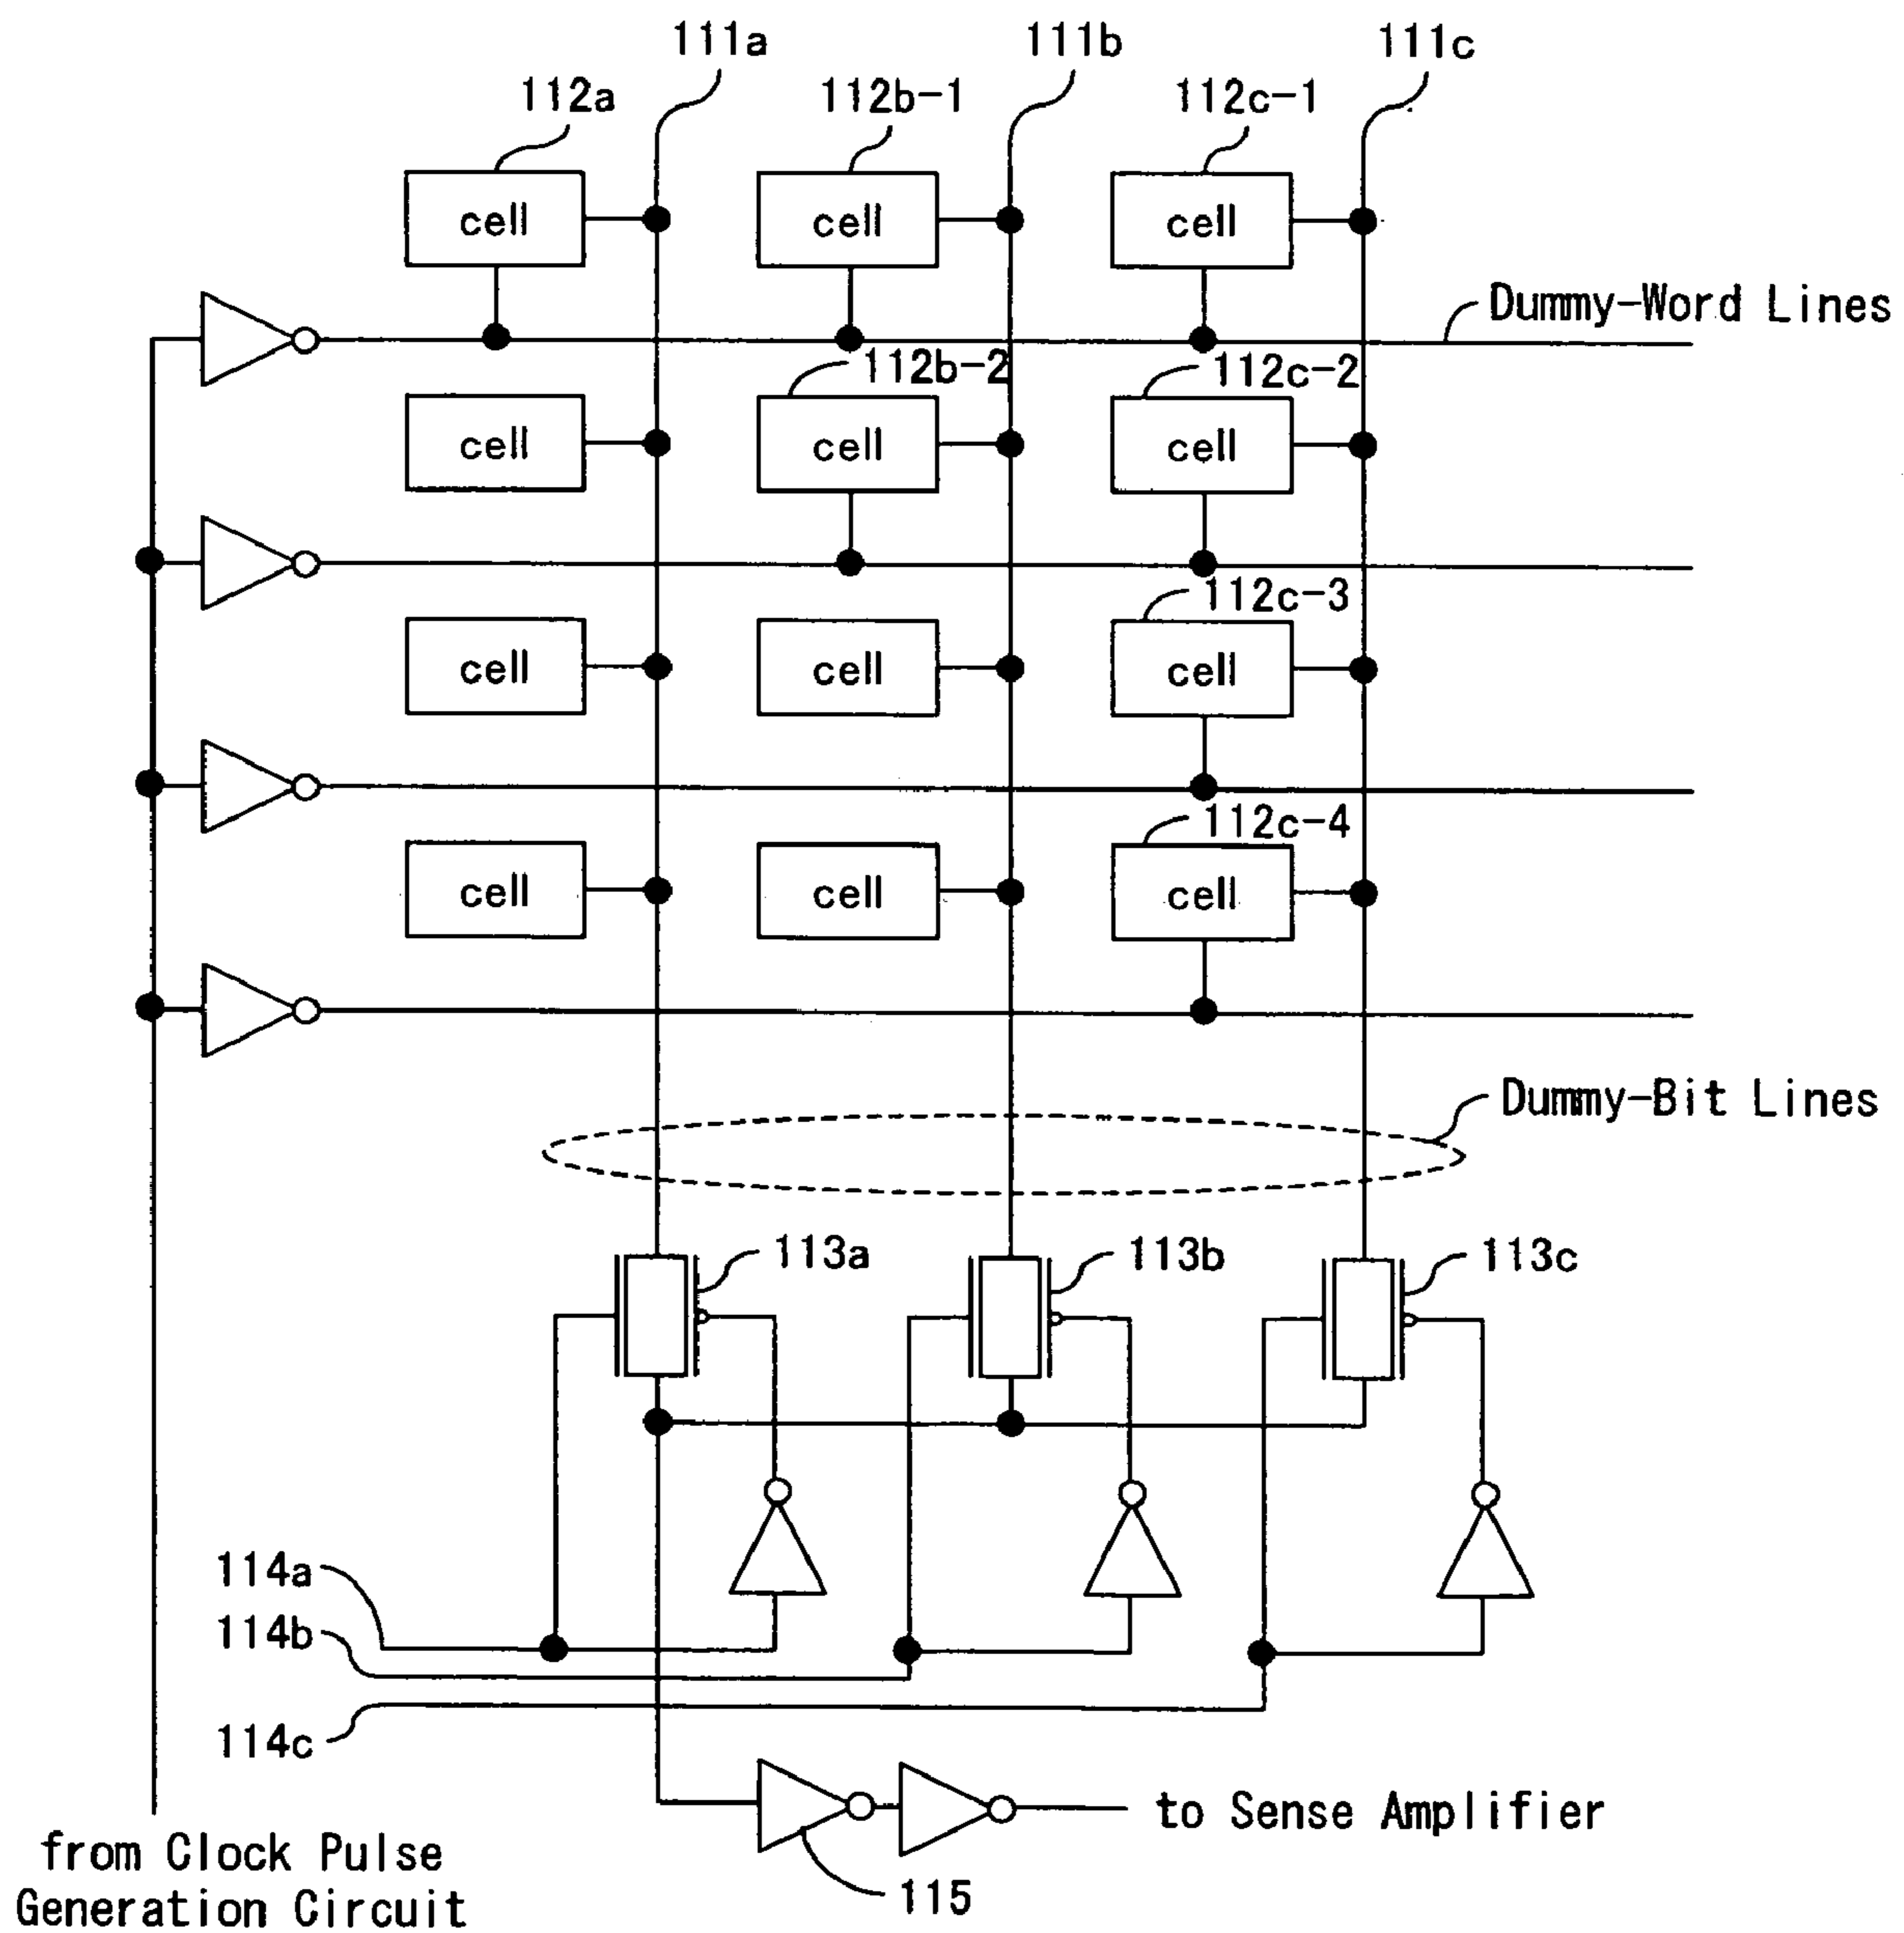 111a
111b
111c
112a
112b-1
112c-1
cell
cell
cell
Dummy-Word Lines
112b-2
112c-2
cell
cell
cell
112c-3
cell
cell
cell
112c-4
cell
cell
cell
Dummy-Bit Lines
113a
113b
113c
114a
114b
114c
to Sense Amplifier
from Clock Pulse
Generation Circuit
115